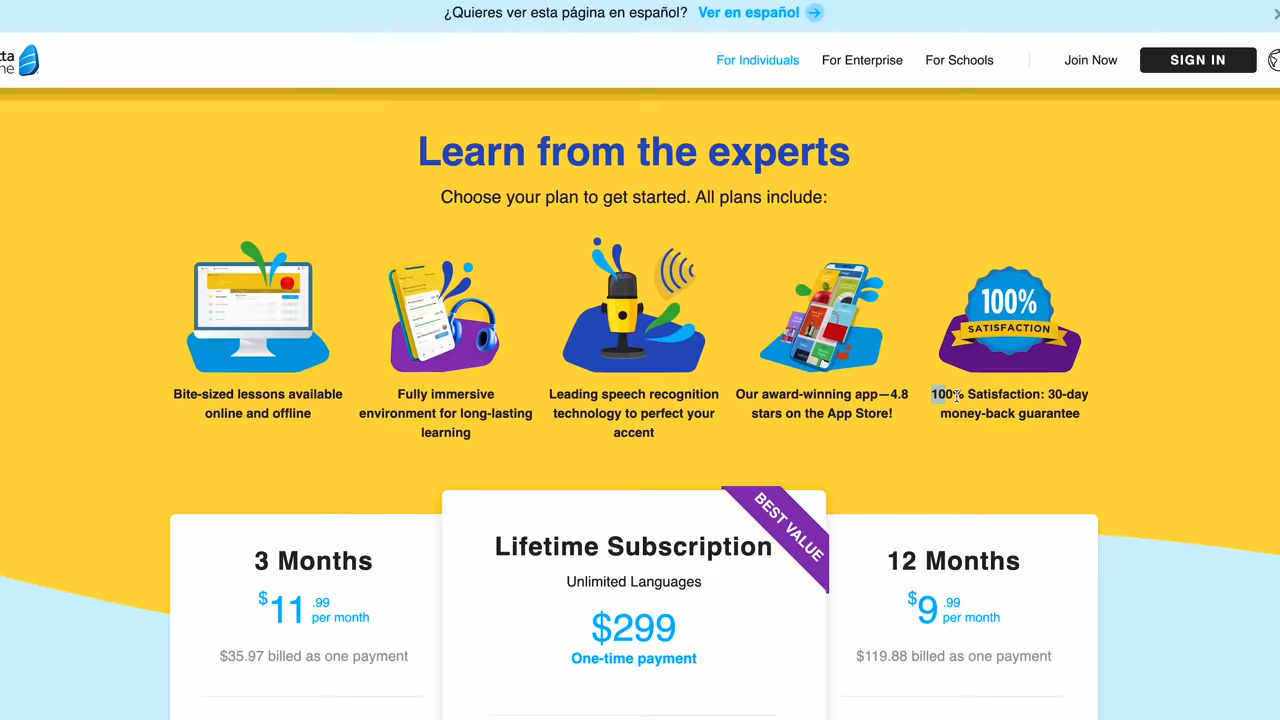 ¿Quieres ver esta página en español? Ver en español
tta
ne
For Individuals
For Enterprise
For Schools
Join Now
SIGN IN
Learn from the experts
Choose your plan to get started. All plans include:
100%
SATISFACTION
Bite-sized lessons available
online and offline
Fully immersive
environment for long-lasting
learning
Leading speech recognition
technology to perfect your
accent
Our award-winning app—4.8
stars on the App Store!
100% Satisfaction: 30-day
money-back guarantee
3 Months
$11.99
per month
$35.97 billed as one payment
BEST VALUE
Lifetime Subscription
Unlimited Languages
$299
One-time payment
12 Months
$9.99
per month
$119.88 billed as one payment